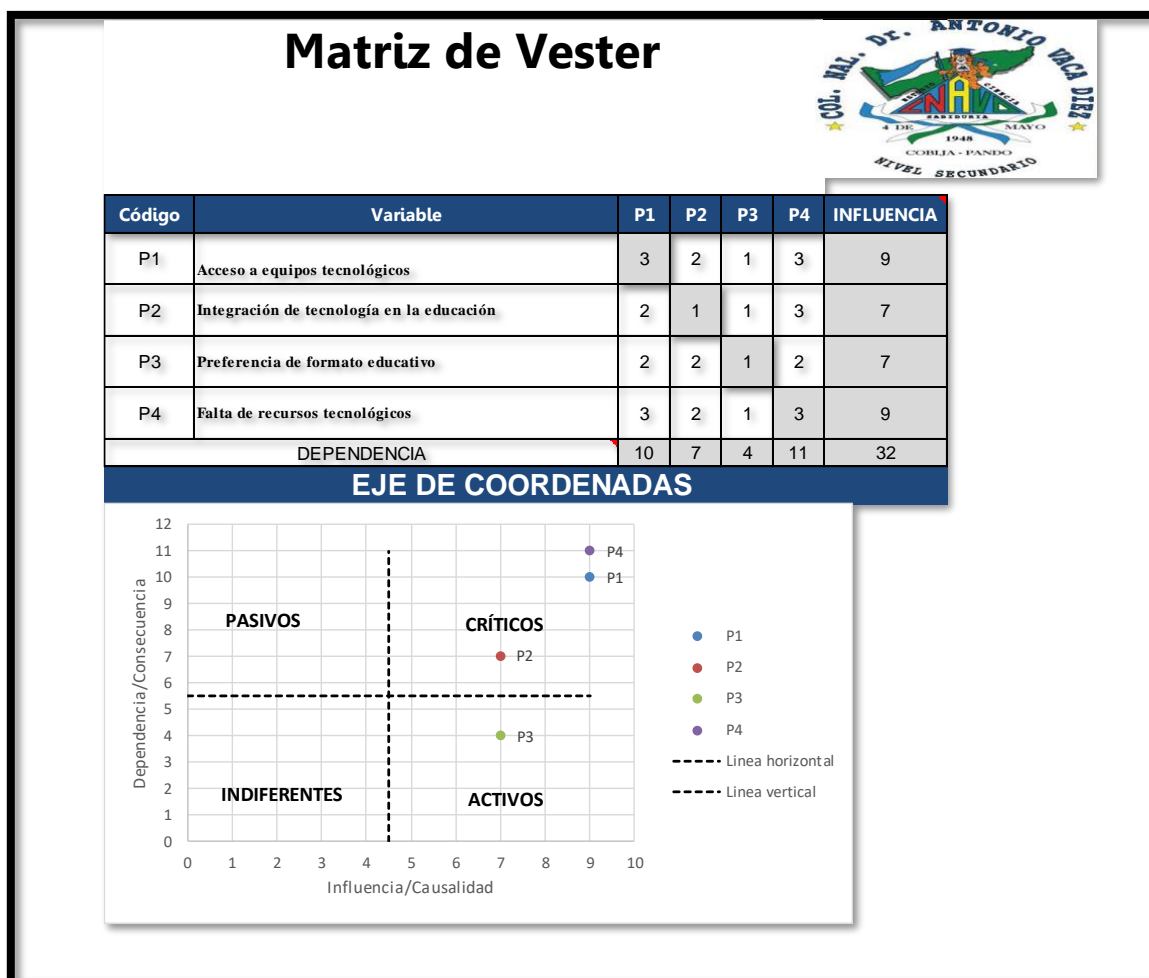 Matriz de Vester
COL. NAL. DR. ANTONIO VACA DIEZ
CIENCIA
SABIDURIA
4 DE MAYO
1948
COBIJA - PANDO
NIVEL SECUNDARIO
Código Variable P1 P2 P3 P4 INFLUENCIA
P1 Acceso a equipos tecnológicos 3 2 1 3 9
P2 Integración de tecnología en la educación 2 1 1 3 7
P3 Preferencia de formato educativo 2 2 1 2 7
P4 Falta de recursos tecnológicos 3 2 1 3 9
DEPENDENCIA 10 7 4 11 32
EJE DE COORDENADAS
Dependencia/Consecuencia
12
11
10
9
8
7
6
5
4
3
2
1
0
P4
P1
PASIVOS
CRÍTICOS
P2
P3
INDIFERENTES
ACTIVOS
0 1 2 3 4 5 6 7 8 9 10
Influencia/Causalidad
P1
P2
P3
P4
Linea horizontal
Linea vertical